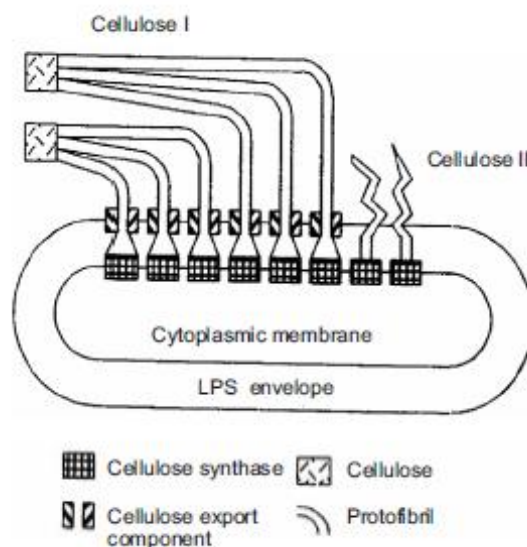 Cellulose I
Cellulose II
Cytoplasmic membrane
LPS envelope
Cellulose synthase
Cellulose
Cellulose export
component
Protofibril